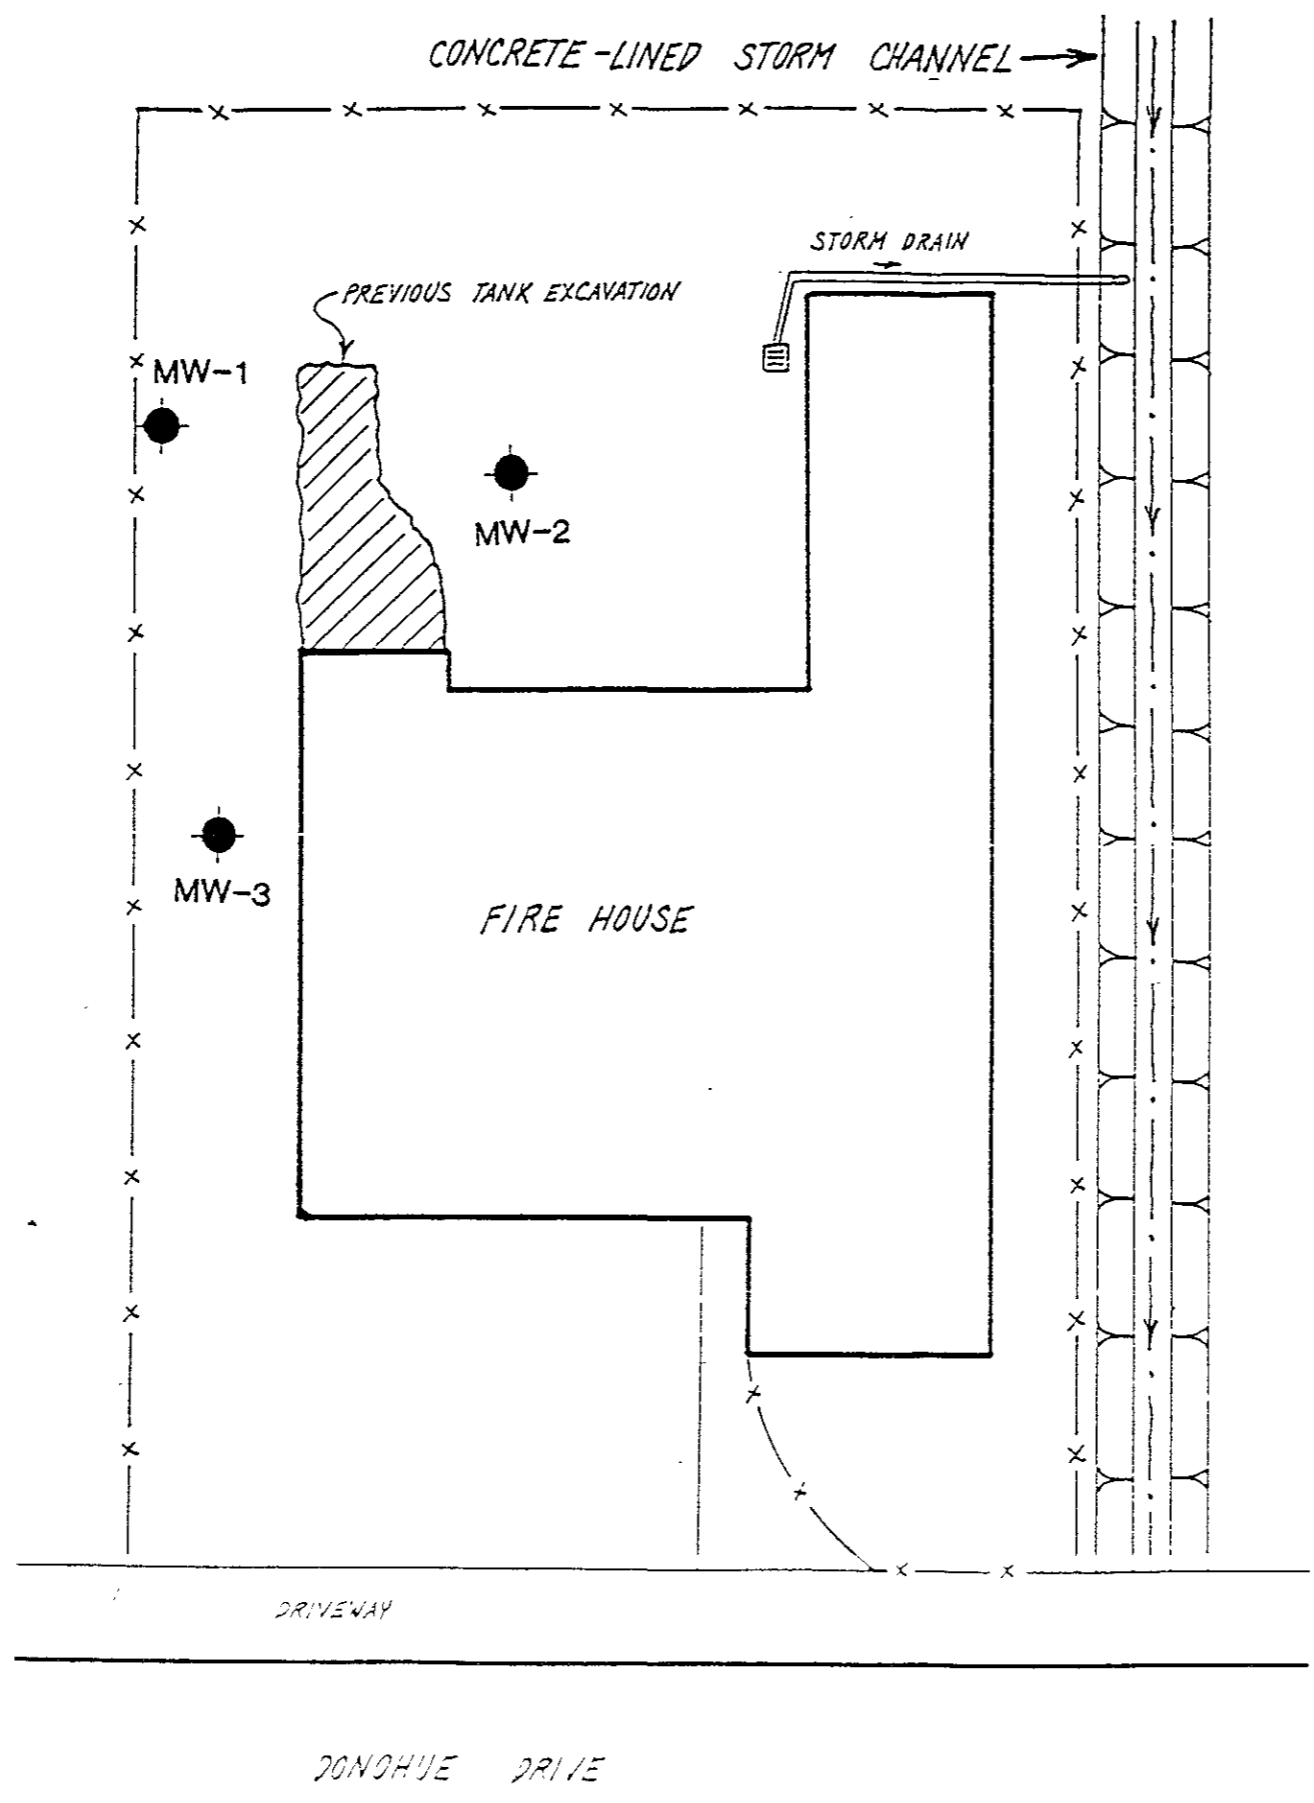 CONCRETE-LINED STORM CHANNEL
STORM DRAIN
PREVIOUS TANK EXCAVATION
MW-1
MW-2
MW-3
FIRE HOUSE
DRIVEWAY
DONOHUE DRIVE